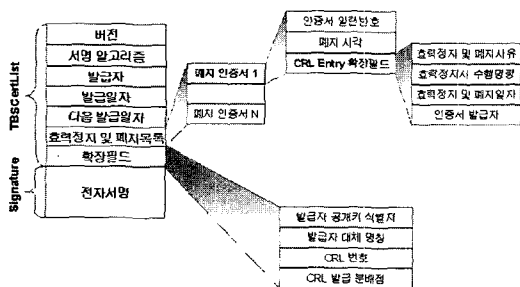 TBSCertList
Signature
버전
서명 알고리즘
발급자
발급일자
다음 발급일자
효력정지 및 폐지목록
확장필드
전자서명
폐지 인증서 1
폐지 인증서 N
인증서 일련번호
폐지 시각
CRL Entry 확장필드
효력정지 및 폐지사유
효력정지시 수행명령
효력정지 및 폐지일자
인증서 발급자
발급자 공개키 식별자
발급자 대체 명칭
CRL 번호
CRL 발급 분배점